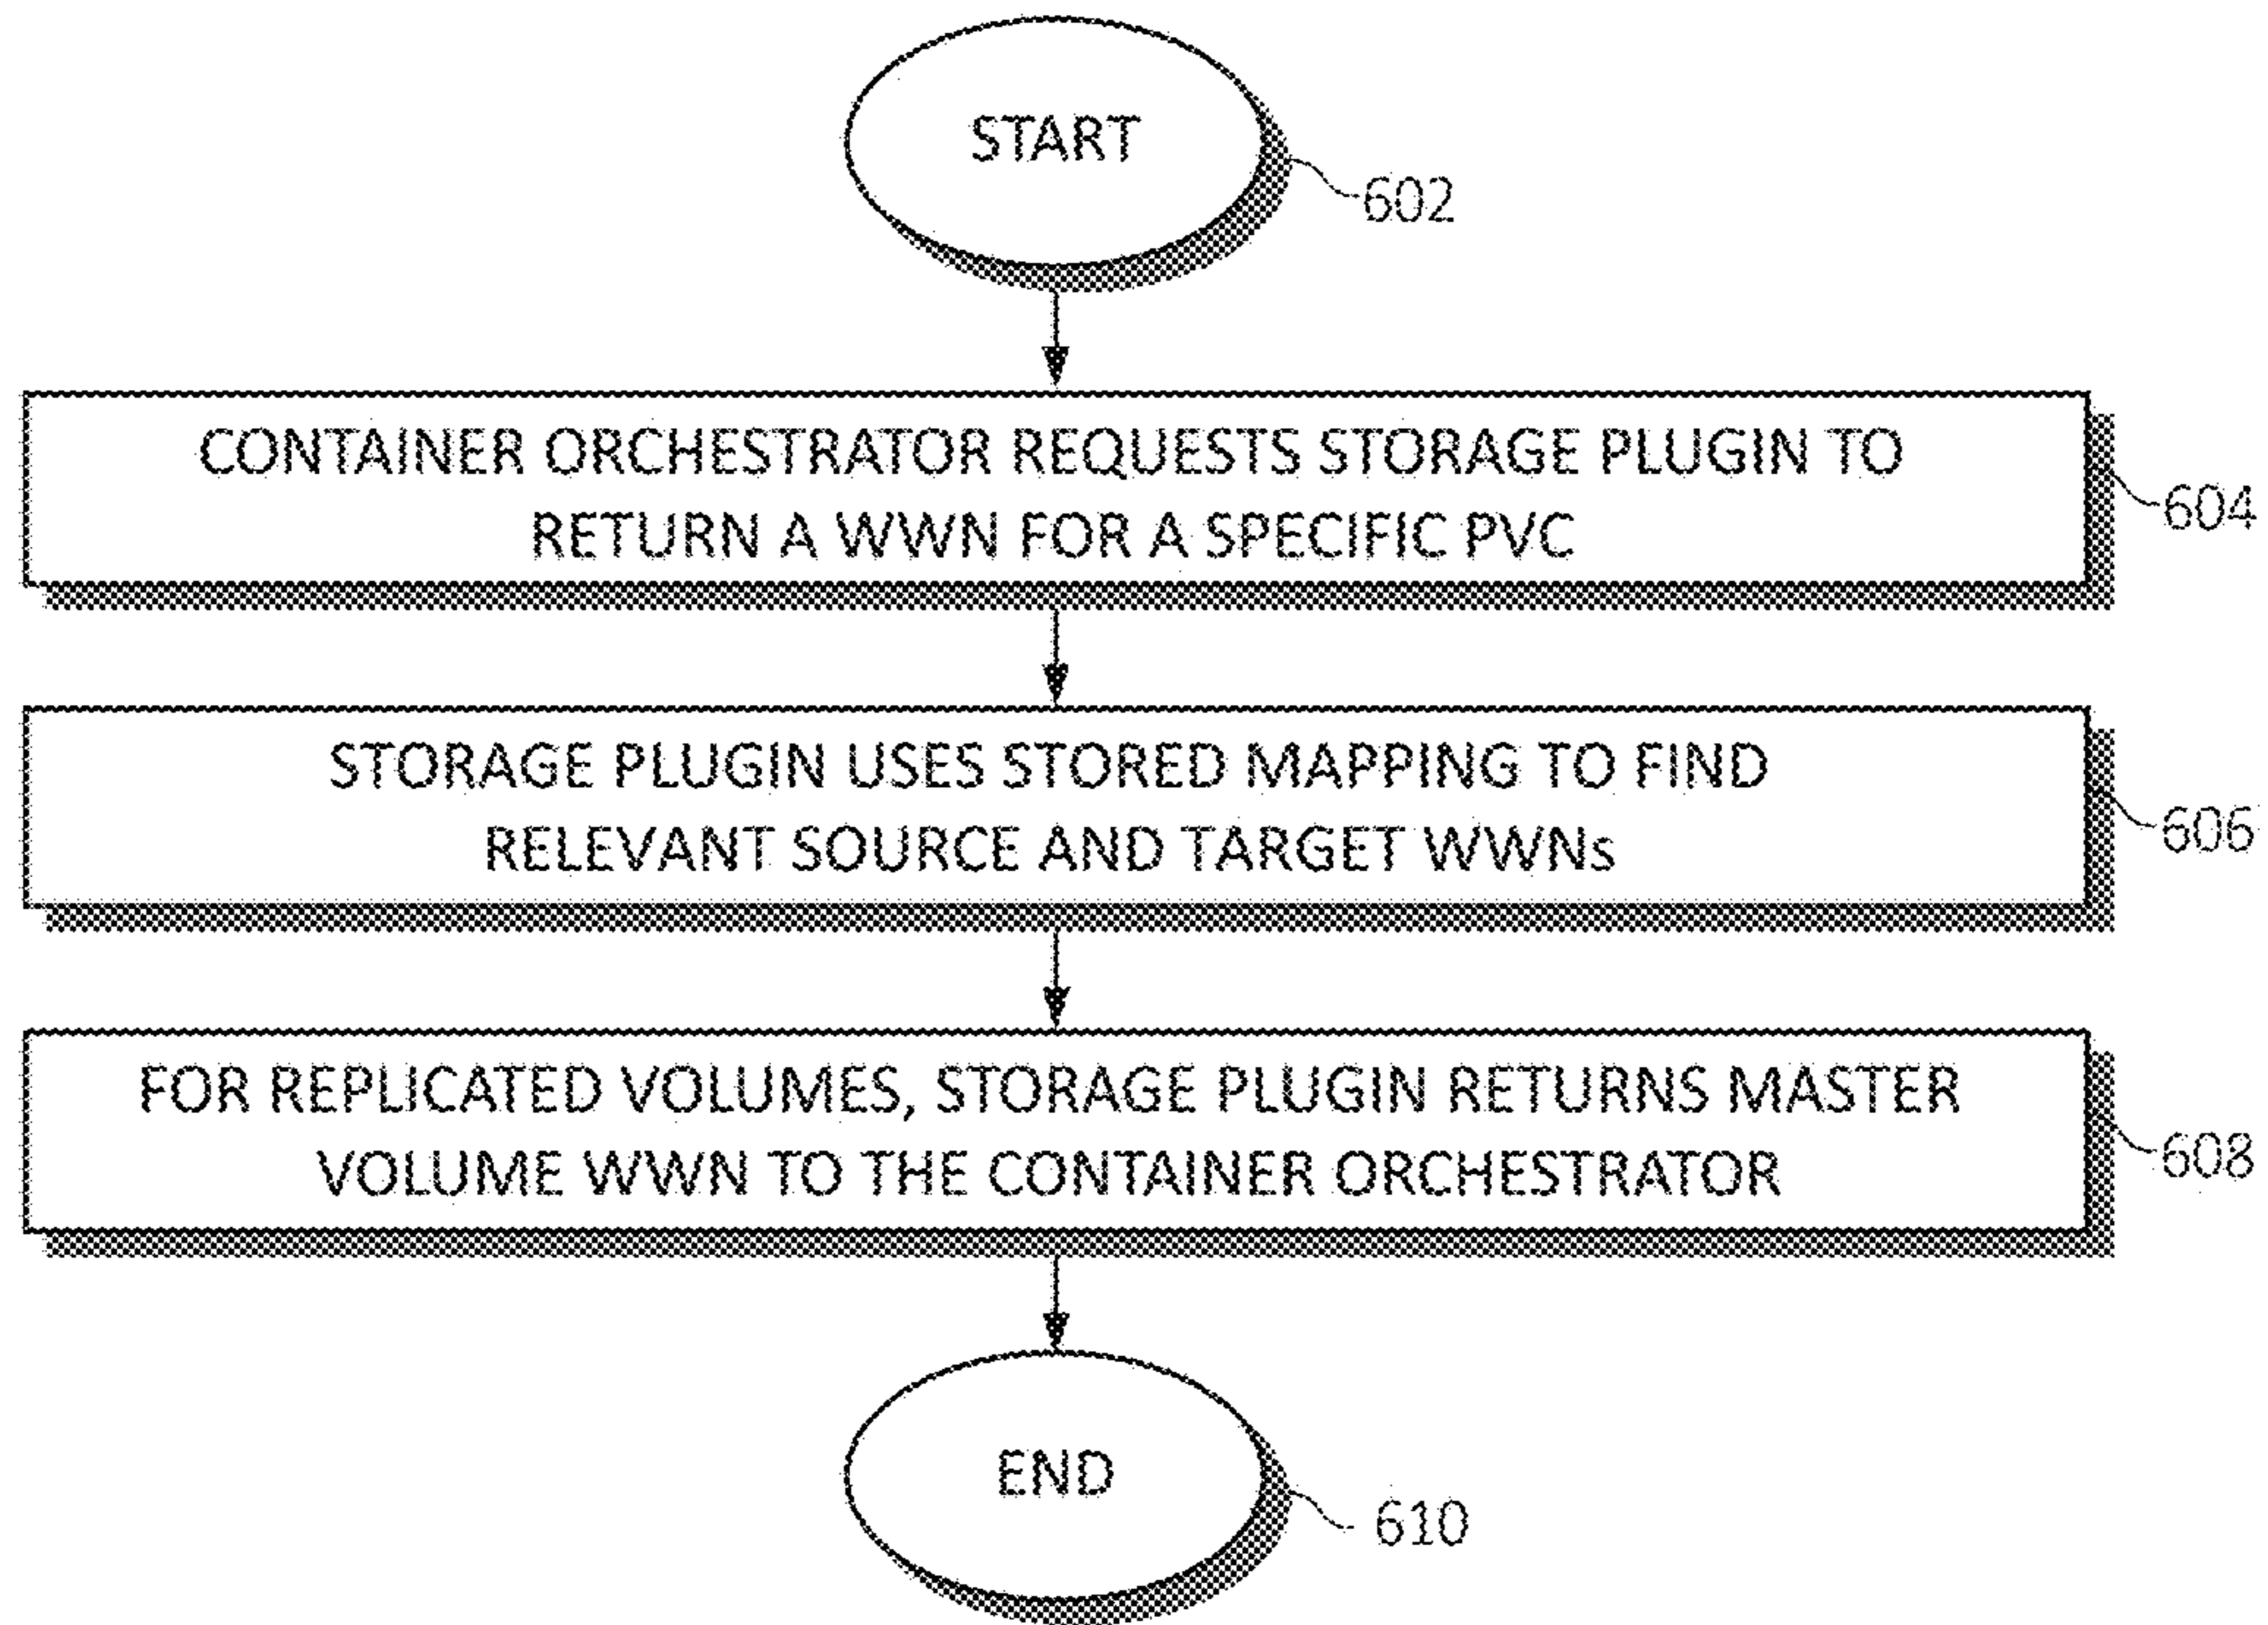 START
602
CONTAINER ORCHESTRATOR REQUESTS STORAGE PLUGIN TO
RETURN A WWN FOR A SPECIFIC PVC
604
STORAGE PLUGIN USES STORED MAPPING TO FIND
RELEVANT SOURCE AND TARGET WWNs
606
FOR REPLICATED VOLUMES, STORAGE PLUGIN RETURNS MASTER
VOLUME WWN TO THE CONTAINER ORCHESTRATOR
608
END
610